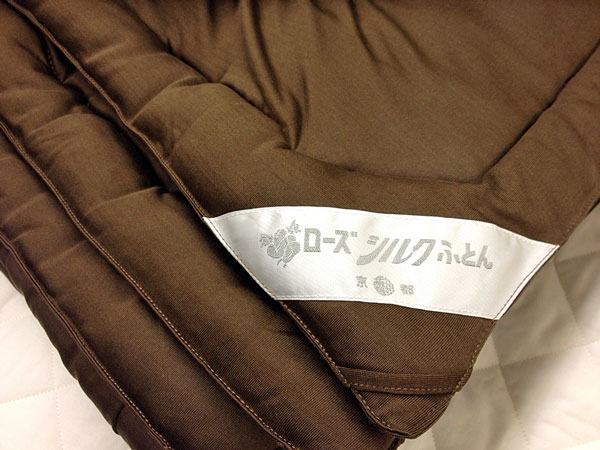 ローズ シルク ふとん
京都